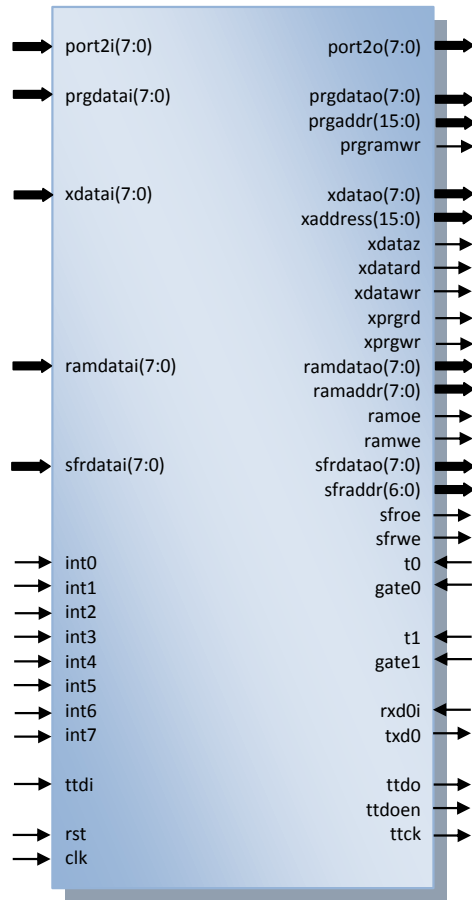 port2i(7:0)
prgdatai(7:0)
xdatai(7:0)
ramdatai(7:0)
sfrdatai(7:0)
int0
int1
int2
int3
int4
int5
int6
int7
ttdi
rst
clk
port2o(7:0)
prgdatao(7:0)
prgaddr(15:0)
prgramwr
xdatao(7:0)
xaddress(15:0)
xdataz
xdatard
xdatawr
xprgrd
xprgwr
ramdatao(7:0)
ramaddr(7:0)
ramoe
ramwe
sfrdatao(7:0)
sfraddr(6:0)
sfroe
sfrwe
t0
gate0
t1
gate1
rxd0i
txd0
ttdo
ttdoen
ttck